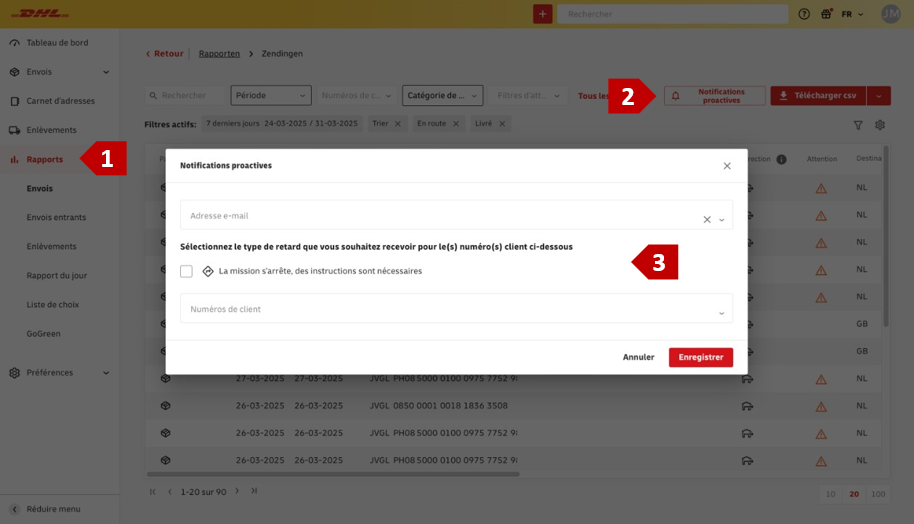 DHL
+
Rechercher
FR
JM
Tableau de bord
Envois
Carnet d'adresses
Enlèvements
Rapports
Envois
Envois entrants
Enlèvements
Rapport du jour
Liste de choix
GoGreen
Préférences
Réduire menu
1
Retour
Rapporten > Zendingen
Rechercher
Période
Numéros de c...
Catégorie de ...
Filtres d'att...
Tous les
2
Notifications proactives
Télécharger csv
Filtres actifs:
7 derniers jours 24-03-2025 / 31-03-2025
Trier
En route
Livré
Attention
Destina
NL
NL
NL
NL
NL
GB
GB
Notifications proactives
Adresse e-mail
Sélectionnez le type de retard que vous souhaitez recevoir pour le(s) numéro(s) client ci-dessous
La mission s'arrête, des instructions sont nécessaires
3
Numéros de client
Annuler
Enregistrer
27-03-2025 27-03-2025 JVGL PH08 5000 0100 0975 7752 NL
26-03-2025 26-03-2025 JVGL 0850 0001 0018 1836 3508 NL
26-03-2025 26-03-2025 JVGL PH08 5000 0100 0975 7752 NL
26-03-2025 26-03-2025 JVGL PH08 5000 0100 0975 7752 NL
1-20 sur 90
10 20 100